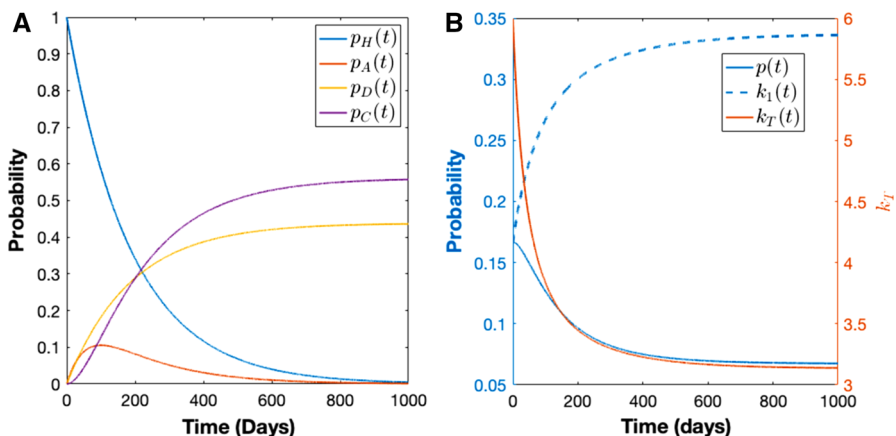 A
1
0.9
0.8
0.7
0.6
0.5
0.4
0.3
0.2
0.1
0
Probability
0 200 400 600 800 1000
Time (Days)
p_H(t)
p_A(t)
p_D(t)
p_C(t)
B
0.35
0.3
0.25
0.2
0.15
0.1
0.05
Probability
0 200 400 600 800 1000
Time (days)
p(t)
k_1(t)
k_T(t)
6
5.5
5
4.5
4
3.5
3
k_T